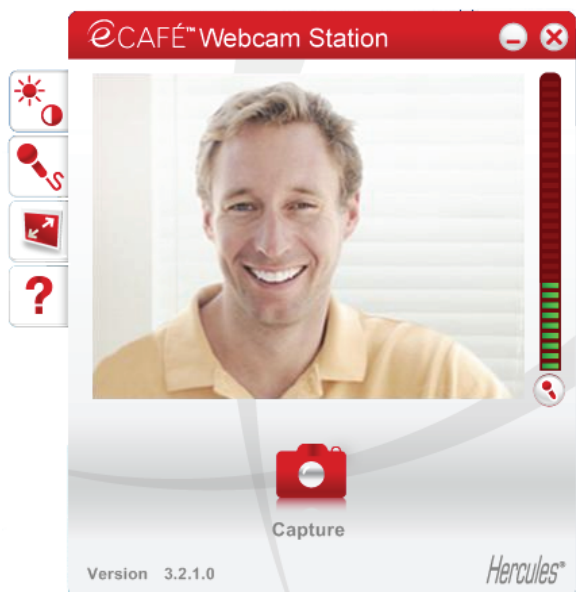 eCAFÉ™ Webcam Station
?
Capture
Version 3.2.1.0
Hercules®